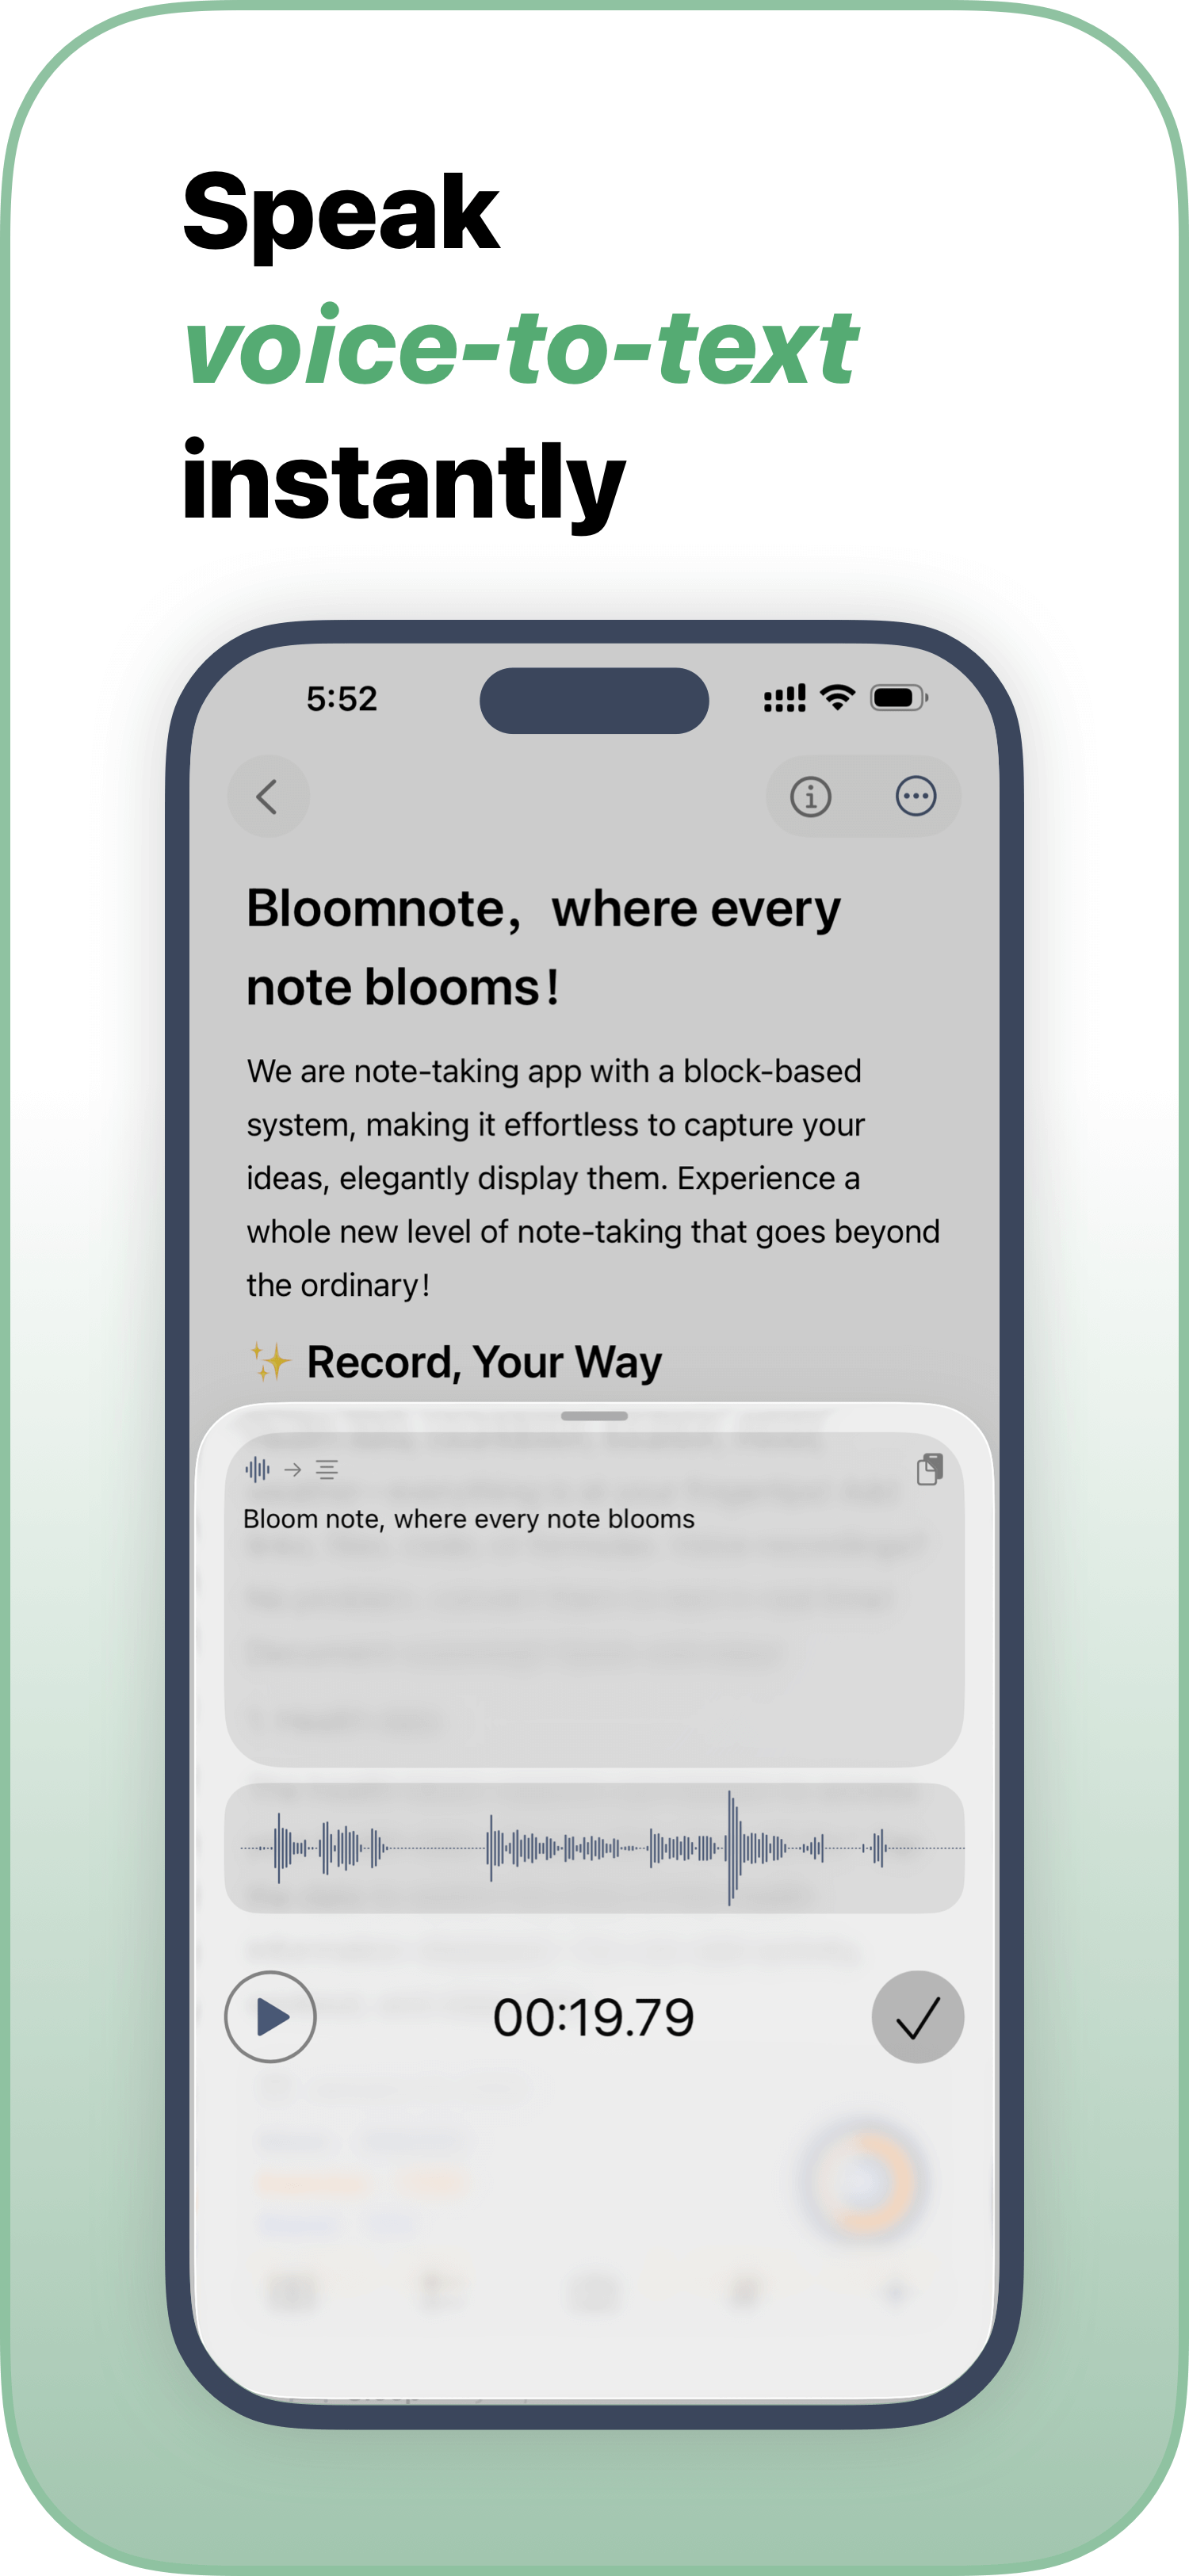 Speak
voice-to-text
instantly
5:52
Bloomnote，where every
note blooms！
We are note-taking app with a block-based
system, making it effortless to capture your
ideas, elegantly display them. Experience a
whole new level of note-taking that goes beyond
the ordinary！
✨ Record, Your Way
Bloom note, where every note blooms
00:19.79